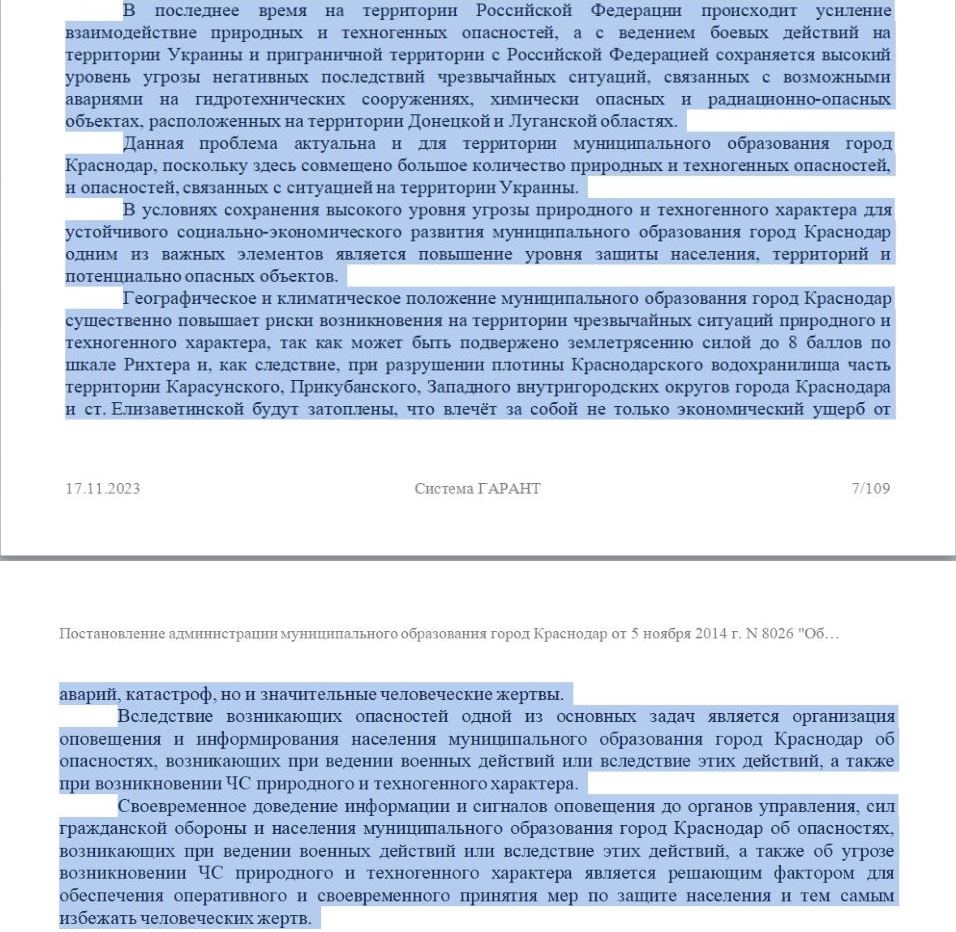 В последнее время на территории Российской Федерации происходит усиление
взаимодействие природных и техногенных опасностей, а с ведением боевых действий на
территории Украины и приграничной территории с Российской Федерацией сохраняется высокий
уровень угрозы негативных последствий чрезвычайных ситуаций, связанных с возможными
авариями на гидротехнических сооружениях, химически опасных и радиационно-опасных
объектах, расположенных на территории Донецкой и Луганской областях.
Данная проблема актуальна и для территории муниципального образования город
Краснодар, поскольку здесь совмещено большое количество природных и техногенных опасностей,
и опасностей, связанных с ситуацией на территории Украины.
В условиях сохранения высокого уровня угрозы природного и техногенного характера для
устойчивого социально-экономического развития муниципального образования город Краснодар
одним из важных элементов является повышение уровня защиты населения, территорий и
потенциально опасных объектов.
Географическое и климатическое положение муниципального образования город Краснодар
существенно повышает риски возникновения на территории чрезвычайных ситуаций природного и
техногенного характера, так как может быть подвержено землетрясению силой до 8 баллов по
шкале Рихтера и, как следствие, при разрушении плотины Краснодарского водохранилища часть
территории Карасунского, Прикубанского, Западного внутригородских округов города Краснодара
и ст. Елизаветинской будут затоплены, что влечёт за собой не только экономический ущерб от
17.11.2023 Система ГАРАНТ 7/109
Постановление администрации муниципального образования город Краснодар от 5 ноября 2014 г. N 8026 "Об...
аварий, катастроф, но и значительные человеческие жертвы.
Вследствие возникающих опасностей одной из основных задач является организация
оповещения и информирования населения муниципального образования город Краснодар об
опасностях, возникающих при ведении военных действий или вследствие этих действий, а также
при возникновении ЧС природного и техногенного характера.
Своевременное доведение информации и сигналов оповещения до органов управления, сил
гражданской обороны и населения муниципального образования город Краснодар об опасностях,
возникающих при ведении военных действий или вследствие этих действий, а также об угрозе
возникновении ЧС природного и техногенного характера является решающим фактором для
обеспечения оперативного и своевременного принятия мер по защите населения и тем самым
избежать человеческих жертв.